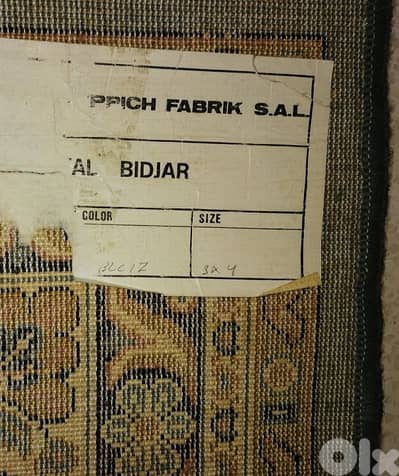 PPICH FABRIK S.A.L.
AL BIDJAR
COLOR SIZE
3x4
Olx